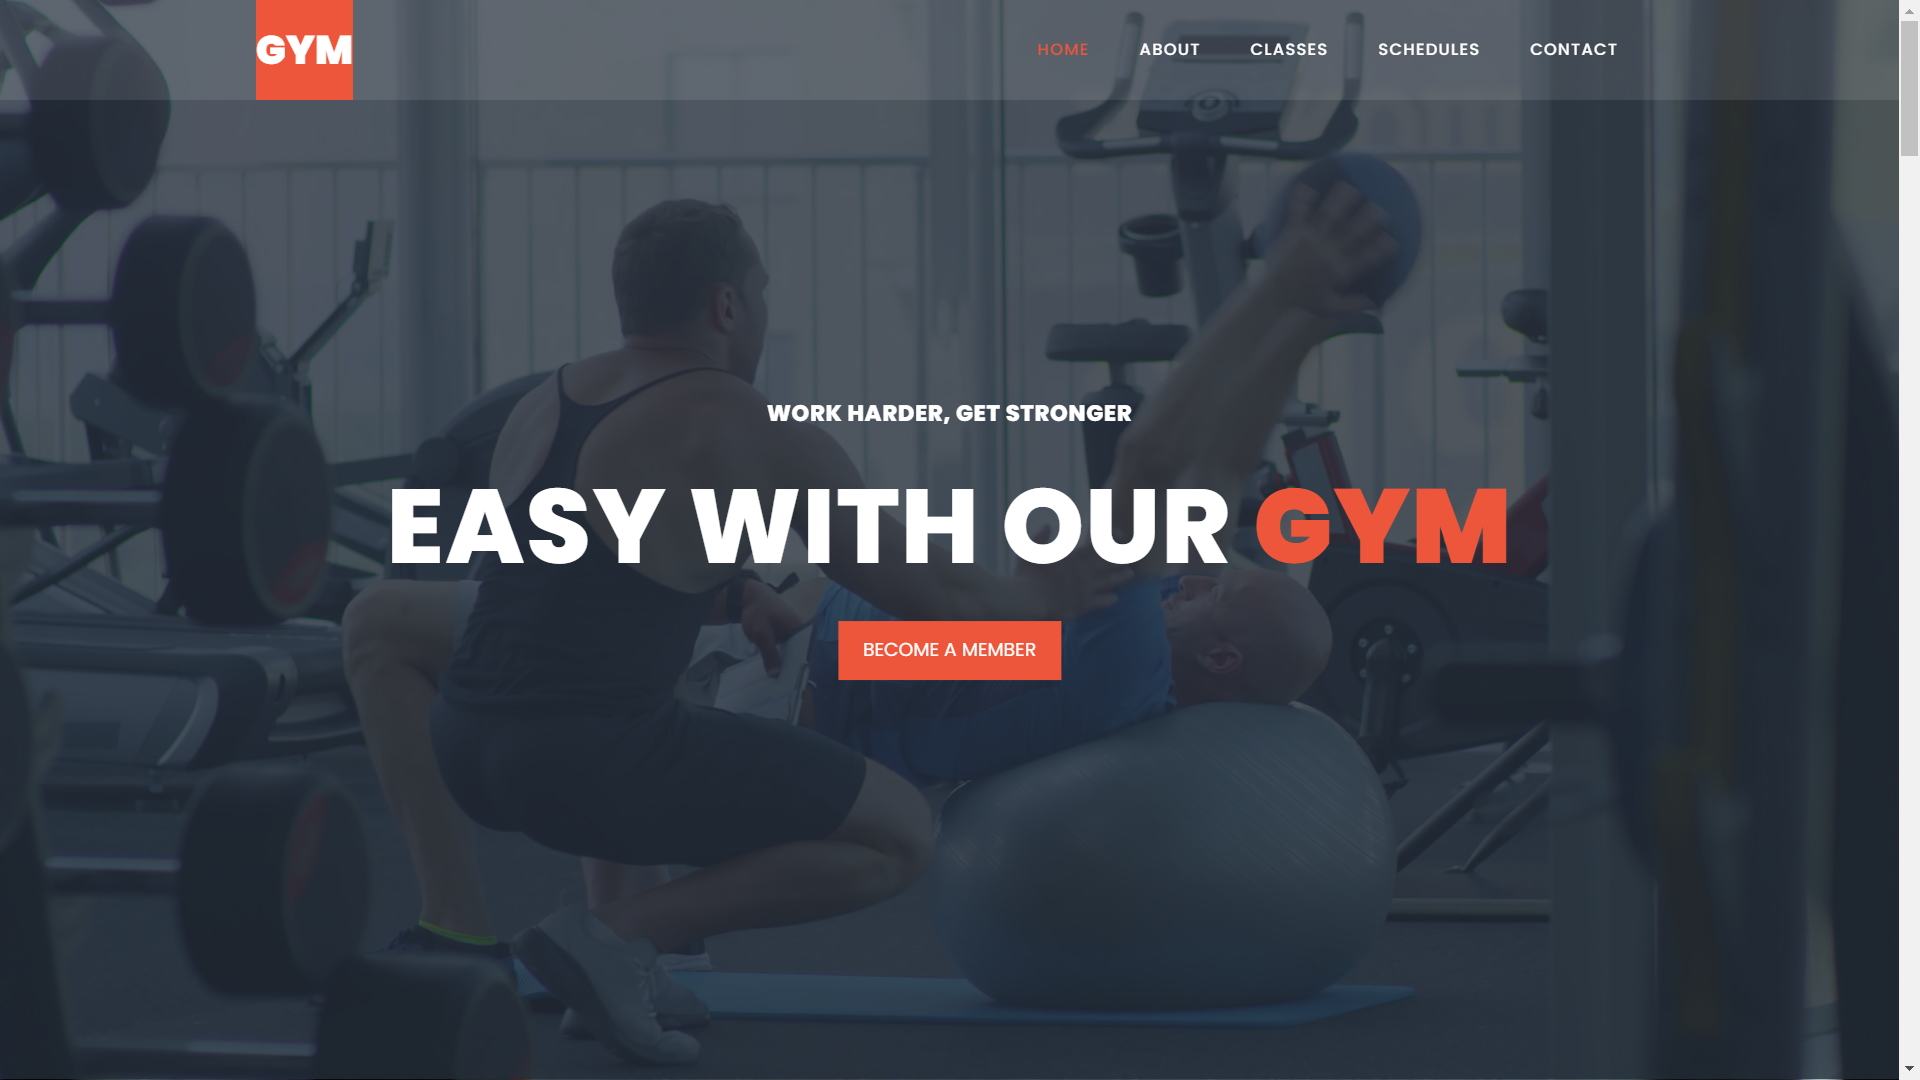 GYM
HOME ABOUT CLASSES SCHEDULES CONTACT
WORK HARDER, GET STRONGER
EASY WITH OUR GYM
BECOME A MEMBER